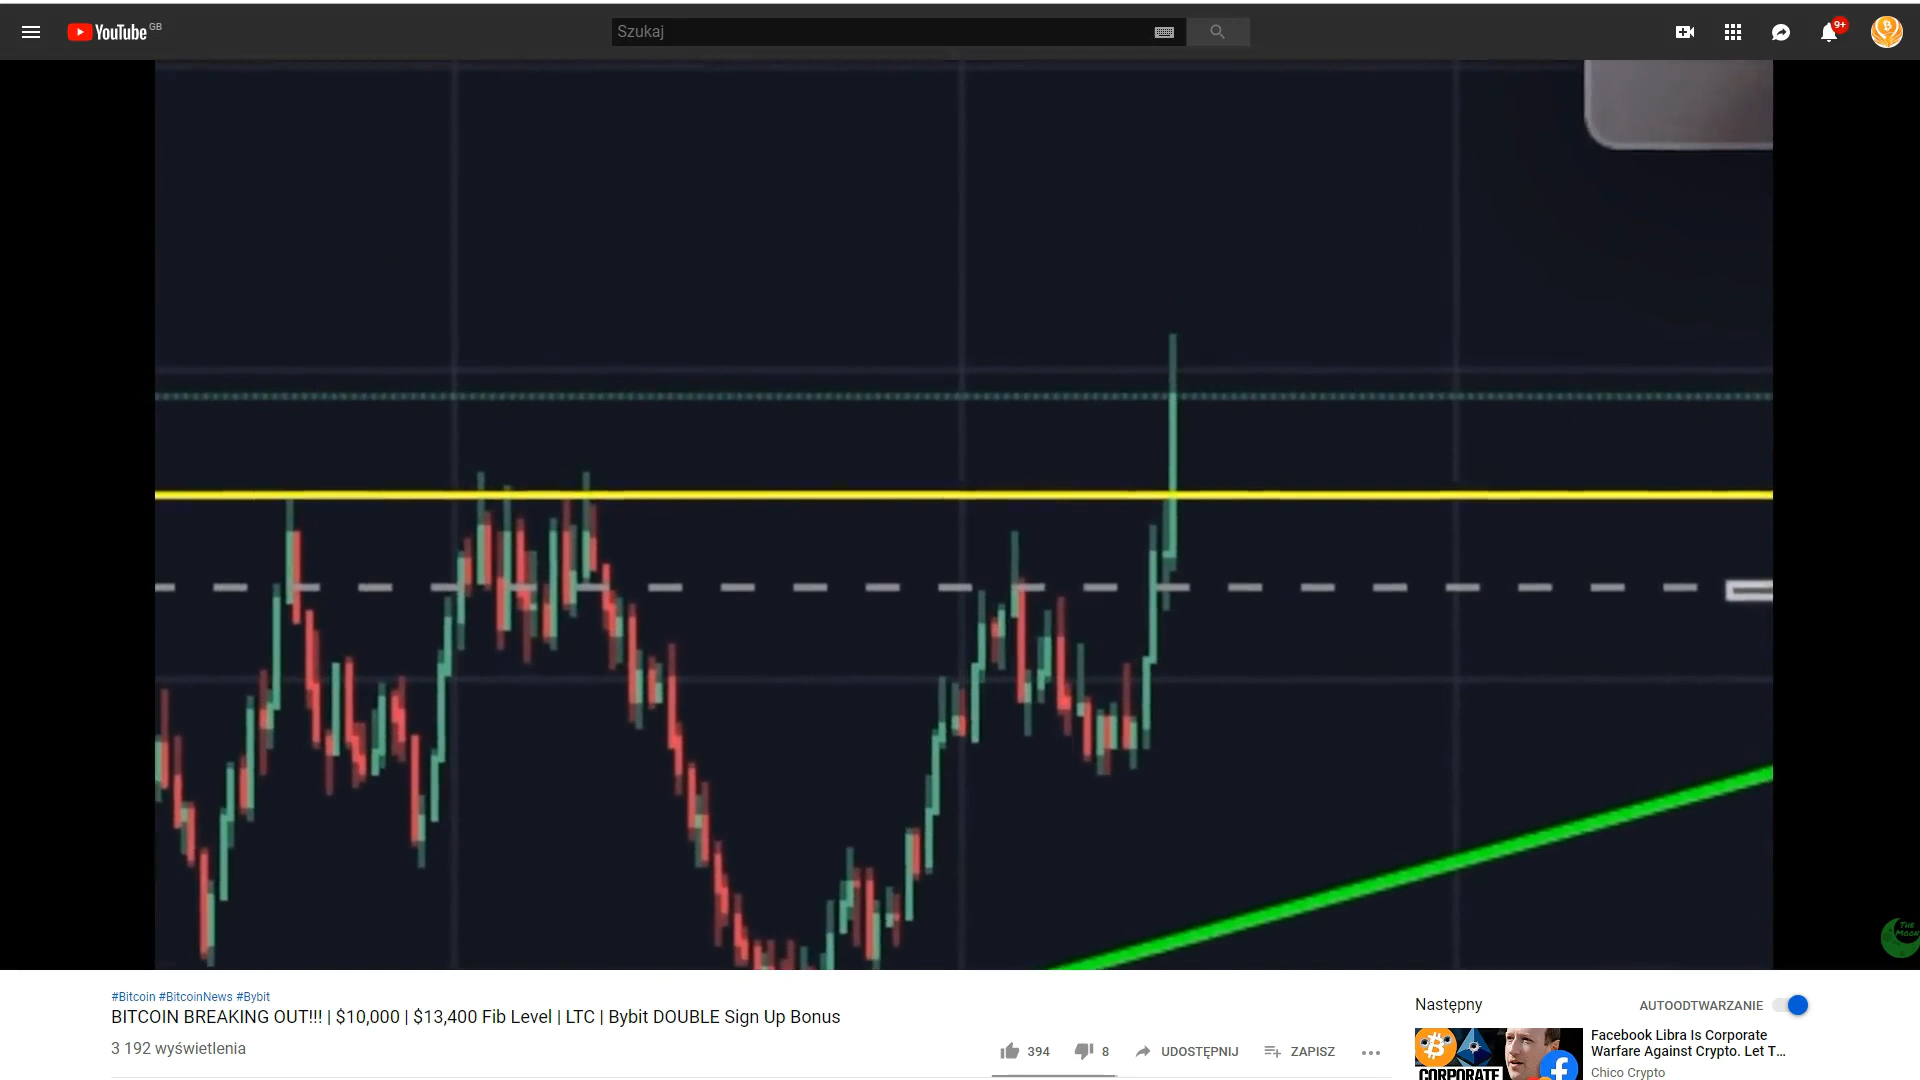 YouTube GB
Szukaj
9+
THE
MOON
#Bitcoin #BitcoinNews #Bybit
BITCOIN BREAKING OUT!!! | $10,000 | $13,400 Fib Level | LTC | Bybit DOUBLE Sign Up Bonus
3 192 wyświetlenia
394
8
UDOSTĘPNIJ
ZAPISZ
Następny
AUTOODTWARZANIE
CORPORATE
Facebook Libra Is Corporate
Warfare Against Crypto. Let T...
Chico Crypto